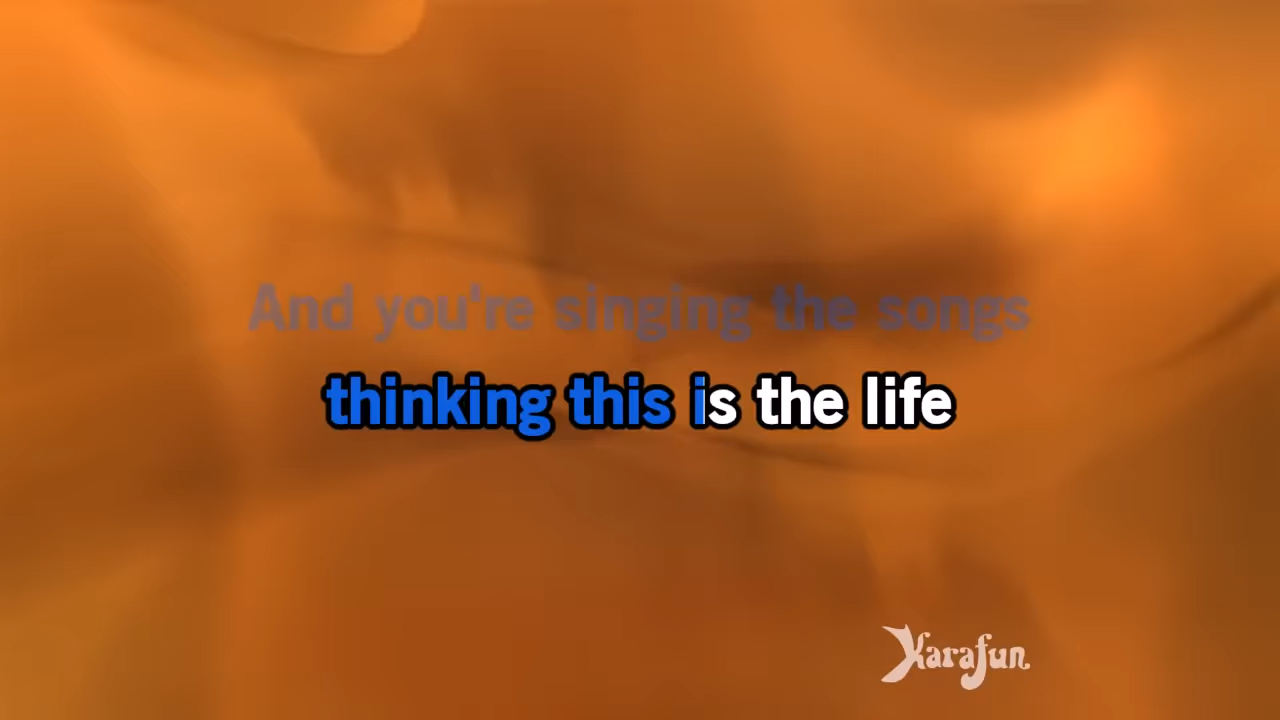 And you're singing the songs
thinking this is the life
Karafun